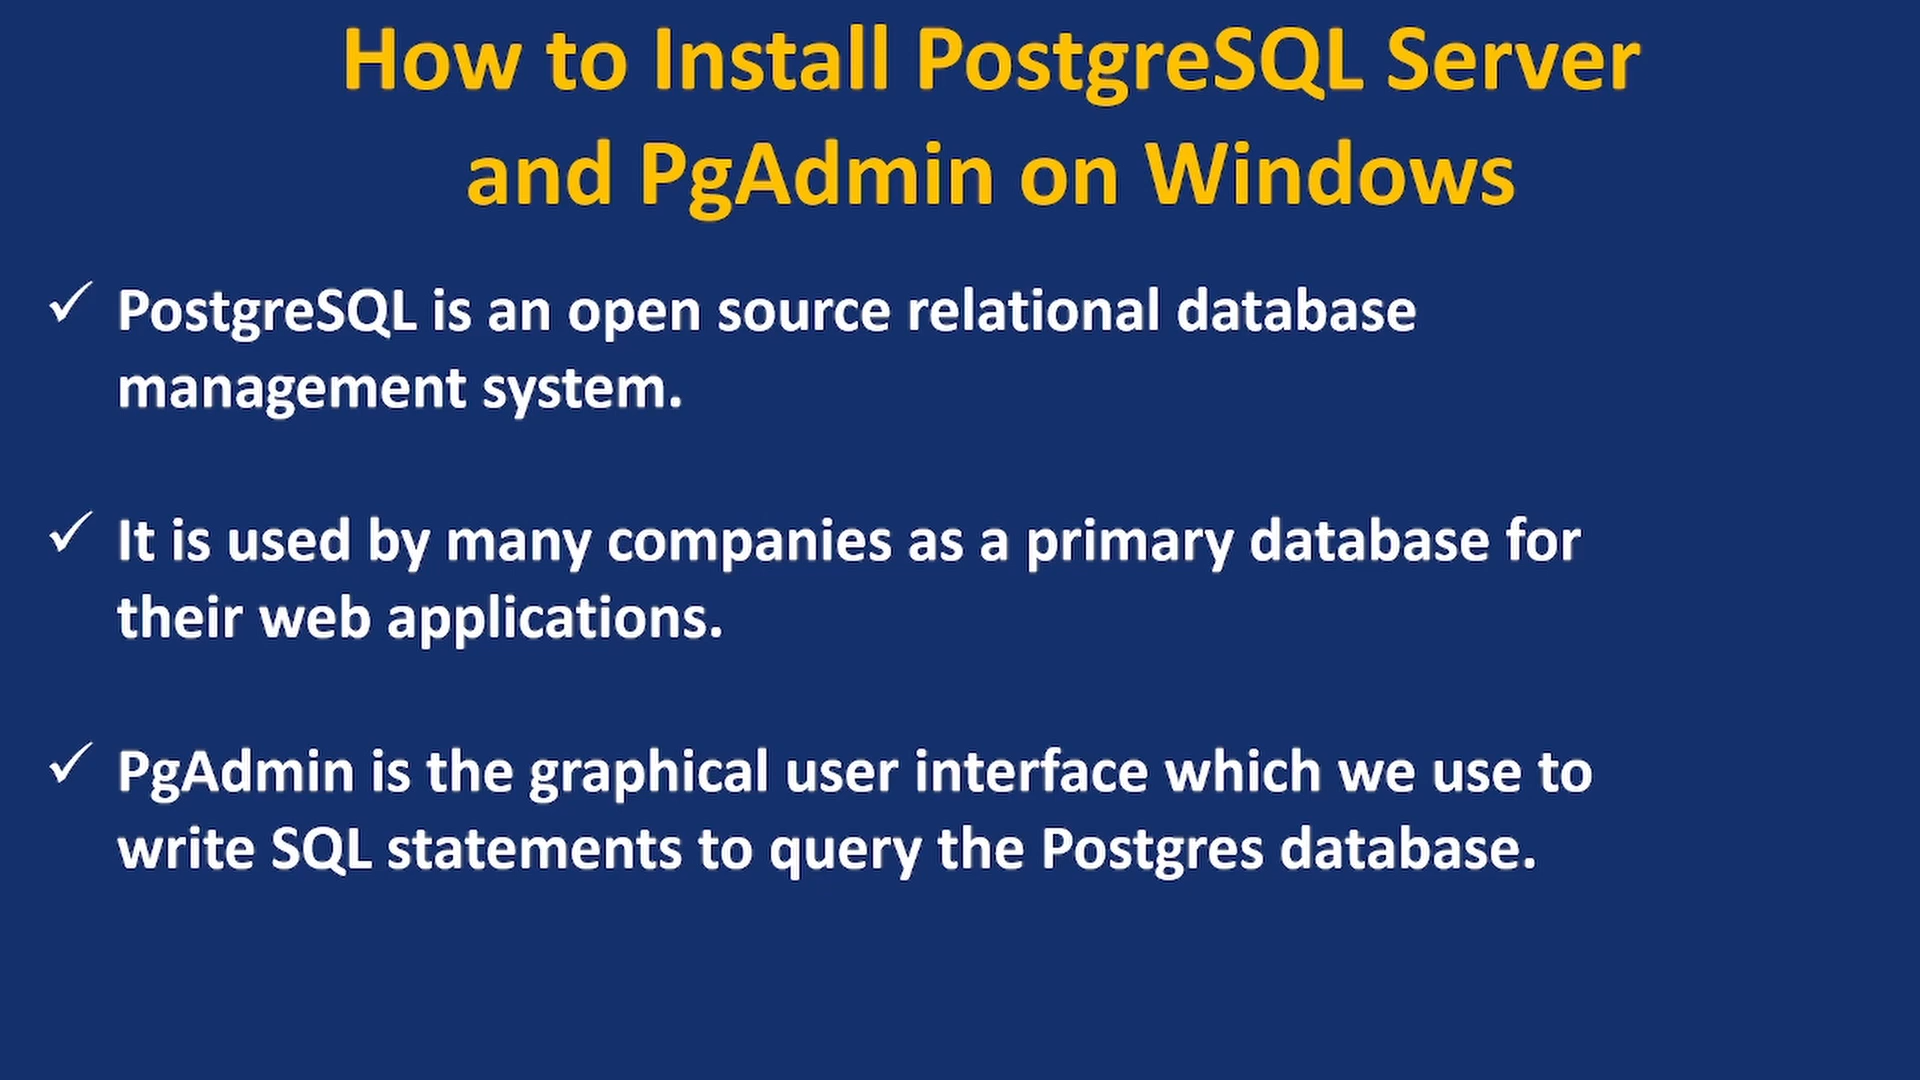 How to Install PostgreSQL Server
and PgAdmin on Windows
✓ PostgreSQL is an open source relational database
management system.
✓ It is used by many companies as a primary database for
their web applications.
✓ PgAdmin is the graphical user interface which we use to
write SQL statements to query the Postgres database.